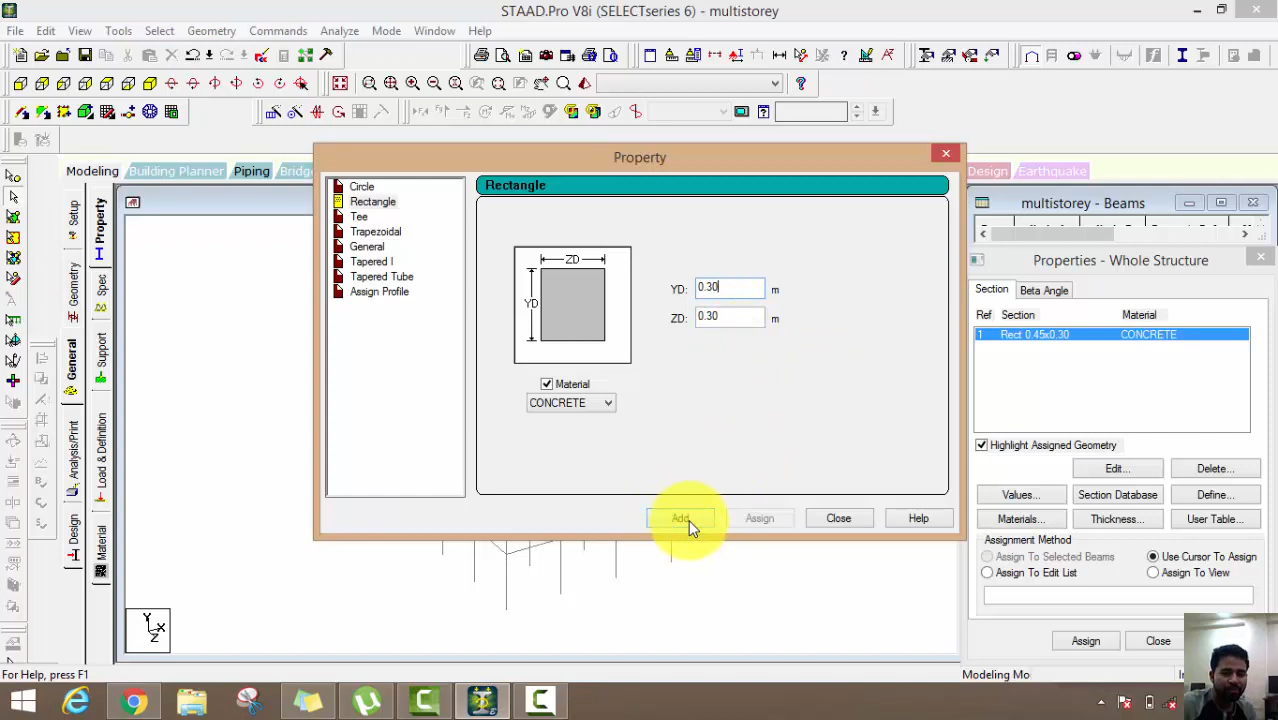 STAAD.Pro V8i (SELECTseries 6) - multistorey
File Edit View Tools Select Geometry Commands Analyze Mode Window Help
Modeling Building Planner Piping Bridge Design Earthquake
Setup
Geometry
General
Analysis/Print
Design
Property
Spec
Support
Load & Definition
Material
Property
Circle
Rectangle
Tee
Trapezoidal
General
Tapered I
Tapered Tube
Assign Profile
Rectangle
ZD
YD
YD: 0.30 m
ZD: 0.30 m
Material
CONCRETE
Add Assign Close Help
multistorey - Beams
Properties - Whole Structure
Section Beta Angle
Ref Section Material
1 Rect 0.45x0.30 CONCRETE
Highlight Assigned Geometry
Edit... Delete...
Values... Section Database Define...
Materials... Thickness... User Table...
Assignment Method
Assign To Selected Beams Use Cursor To Assign
Assign To Edit List Assign To View
Assign Close
Y
X
Z
For Help, press F1
Modeling Mo